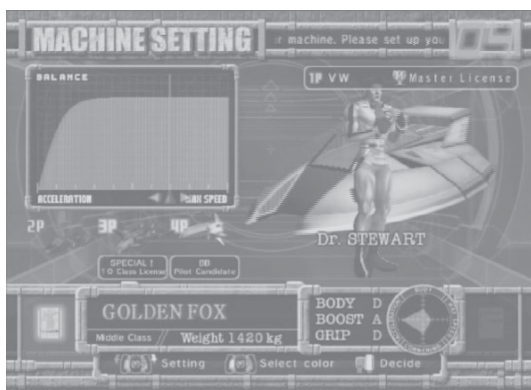 MACHINE SETTING
r machine. Please set up you
09
BALANCE
1P VW
Master License
ACCELERATION
MAX SPEED
2P
3P
4P
Dr. STEWART
SPECIAL!
10 Class License
BB
Pilot Candidate
GOLDEN FOX
Middle Class
Weight 1420 kg
BODY D
BOOST A
GRIP D
Setting
Select color
Decide